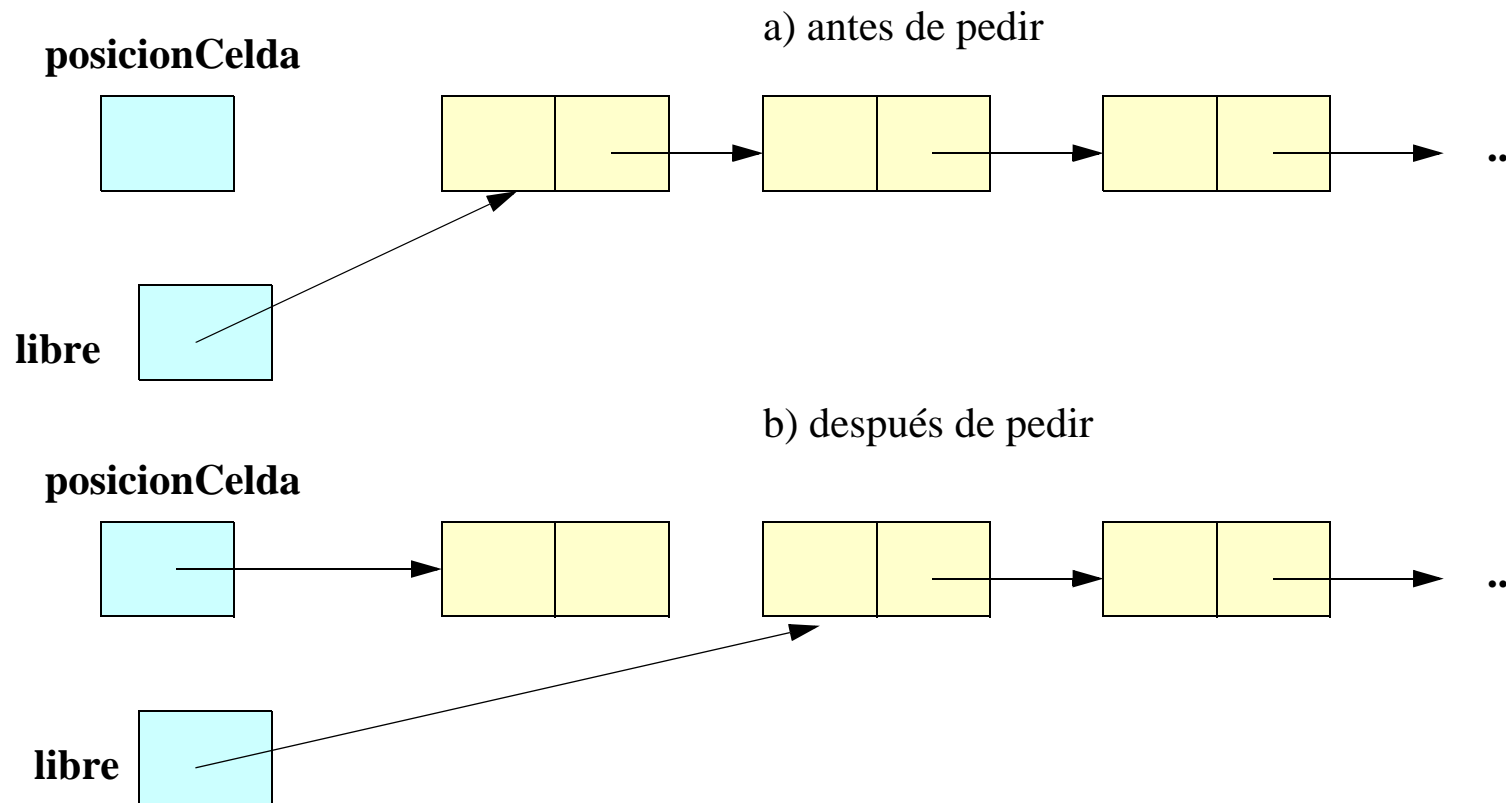 a) antes de pedir
posicionCelda
..
libre
b) después de pedir
posicionCelda
..
libre